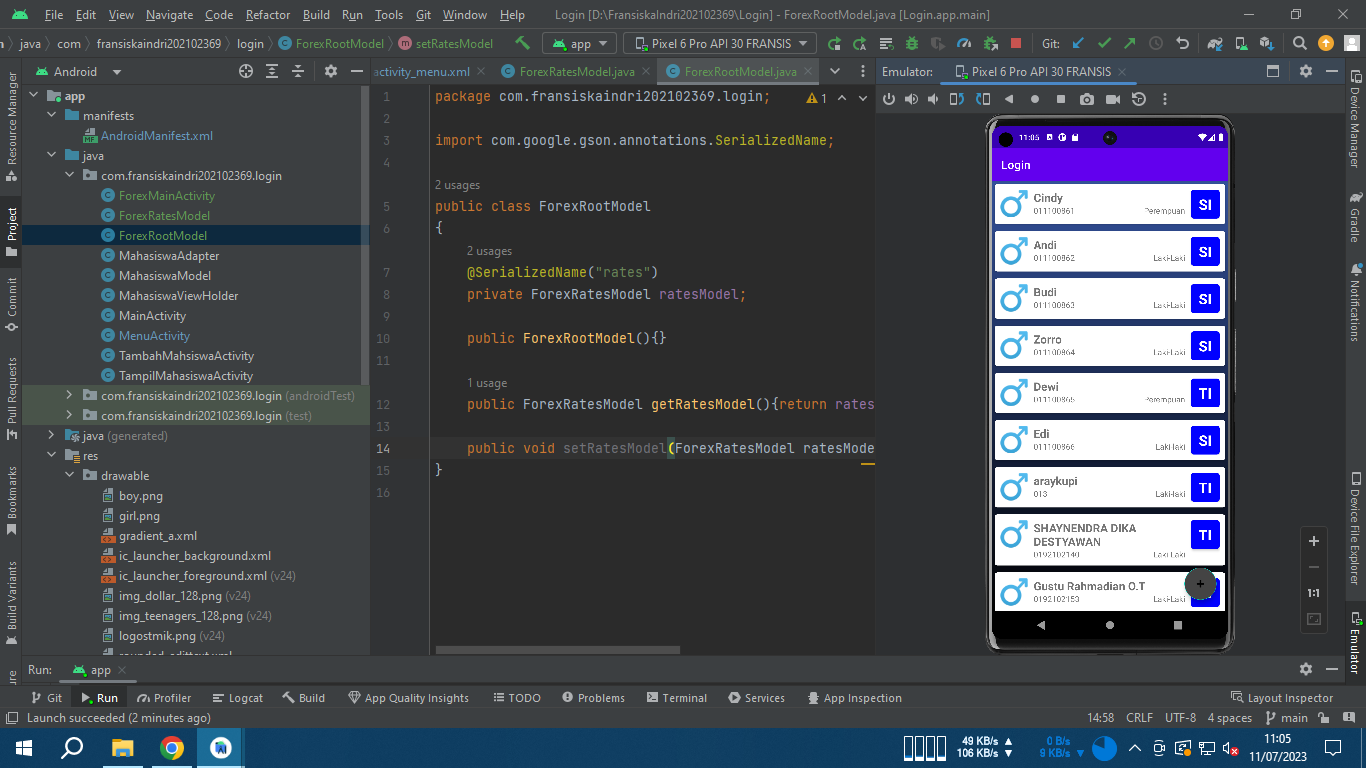 File Edit View Navigate Code Refactor Build Run Tools Git Window Help Login [D:\FransiskaIndri202102369\Login] - ForexRootModel.java [Login.app.main]
java com fransiskaindri202102369 login ForexRootModel setRatesModel app Pixel 6 Pro API 30 FRANSIS Git:
Android
activity_menu.xml ForexRatesModel.java ForexRootModel.java
Emulator: Pixel 6 Pro API 30 FRANSIS
Resource Manager
Project
Commit
Pull Requests
Bookmarks
Build Variants
app
manifests
AndroidManifest.xml
java
com.fransiskaindri202102369.login
ForexMainActivity
ForexRatesModel
ForexRootModel
MahasiswaAdapter
MahasiswaModel
MahasiswaViewHolder
MainActivity
MenuActivity
TambahMahsiswaActivity
TampilMahasiswaActivity
com.fransiskaindri202102369.login (androidTest)
com.fransiskaindri202102369.login (test)
java (generated)
res
drawable
boy.png
girl.png
gradient_a.xml
ic_launcher_background.xml
ic_launcher_foreground.xml (v24)
img_dollar_128.png (v24)
img_teenagers_128.png (v24)
logostmik.png (v24)
1 package com.fransiskaindri202102369.login;
1
2
3 import com.google.gson.annotations.SerializedName;
4
2 usages
5 public class ForexRootModel
6 {
2 usages
7 @SerializedName("rates")
8 private ForexRatesModel ratesModel;
9
10 public ForexRootModel(){}
11
1 usage
12 public ForexRatesModel getRatesModel(){return rates
13
14 public void setRatesModel(ForexRatesModel ratesMode
15 }
16
11:05
Login
Cindy
011100861 Perempuan SI
Andi
011100862 Laki-Laki SI
Budi
011100863 Laki-Laki SI
Zorro
011100864 Laki-laki SI
Dewi
011100865 Perempuan TI
Edi
011100866 Laki-laki SI
araykupi
013 Laki-laki TI
SHAYNENDRA DIKA
DESTYAWAN
0192102140 Laki-Laki TI
Gustu Rahmadian O.T
0192102153 Laki-Laki
+
1:1
Device Manager
Gradle
Notifications
Device File Explorer
Emulator
Run: app
Git Run Profiler Logcat Build App Quality Insights TODO Problems Terminal Services App Inspection Layout Inspector
Launch succeeded (2 minutes ago) 14:58 CRLF UTF-8 4 spaces main
49 KB/s 0 B/s 11:05
106 KB/s 9 KB/s 11/07/2023